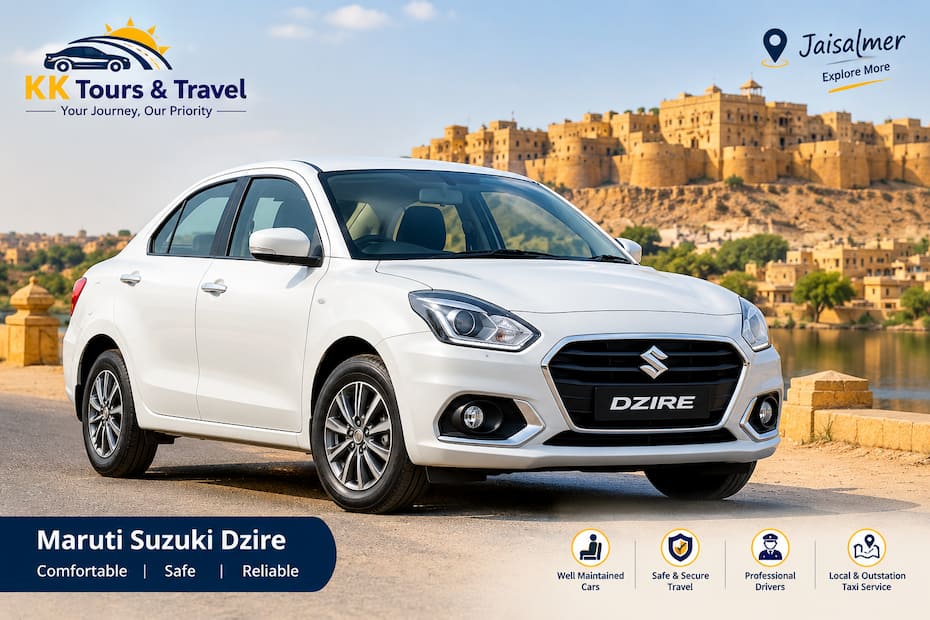 KK Tours & Travel
Your Journey, Our Priority
Jaisalmer
Explore More
DZIRE
Maruti Suzuki Dzire
Comfortable | Safe | Reliable
Well Maintained
Cars
Safe & Secure
Travel
Professional
Drivers
Local & Outstation
Taxi Service